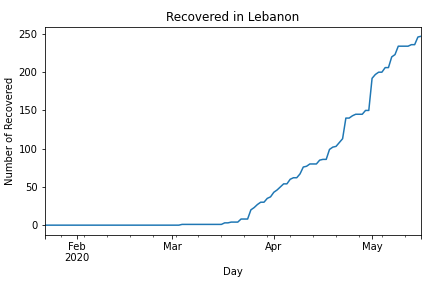 Recovered in Lebanon
250
200
150
100
50
0
Number of Recovered
Feb
2020
Mar
Apr
May
Day